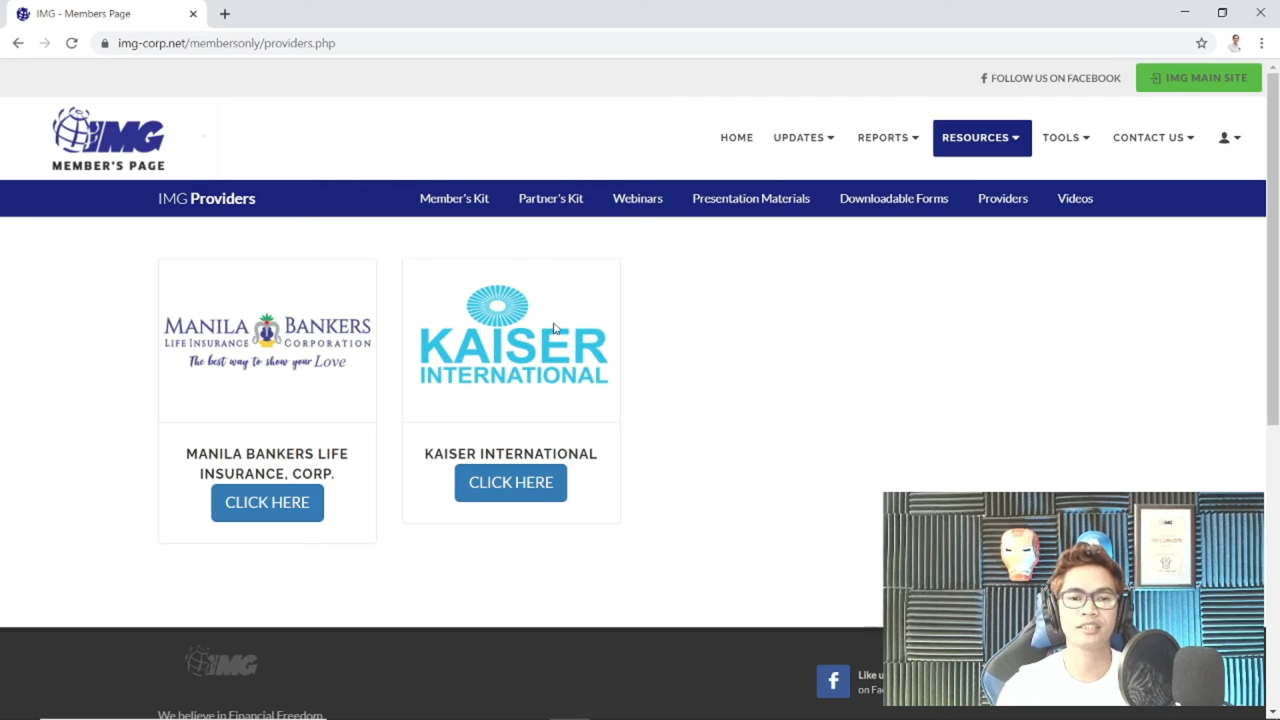 IMG - Members Page
img-corp.net/membersonly/providers.php
FOLLOW US ON FACEBOOK
IMG MAIN SITE
IMG
MEMBER'S PAGE
HOME
UPDATES
REPORTS
RESOURCES
TOOLS
CONTACT US
IMG Providers
Member's Kit
Partner's Kit
Webinars
Presentation Materials
Downloadable Forms
Providers
Videos
MANILA BANKERS
LIFE INSURANCE CORPORATION
The best way to show your Love
KAISER
INTERNATIONAL
MANILA BANKERS LIFE
INSURANCE, CORP.
CLICK HERE
KAISER INTERNATIONAL
CLICK HERE
IMG
We believe in Financial Freedom
Like u
on Fac